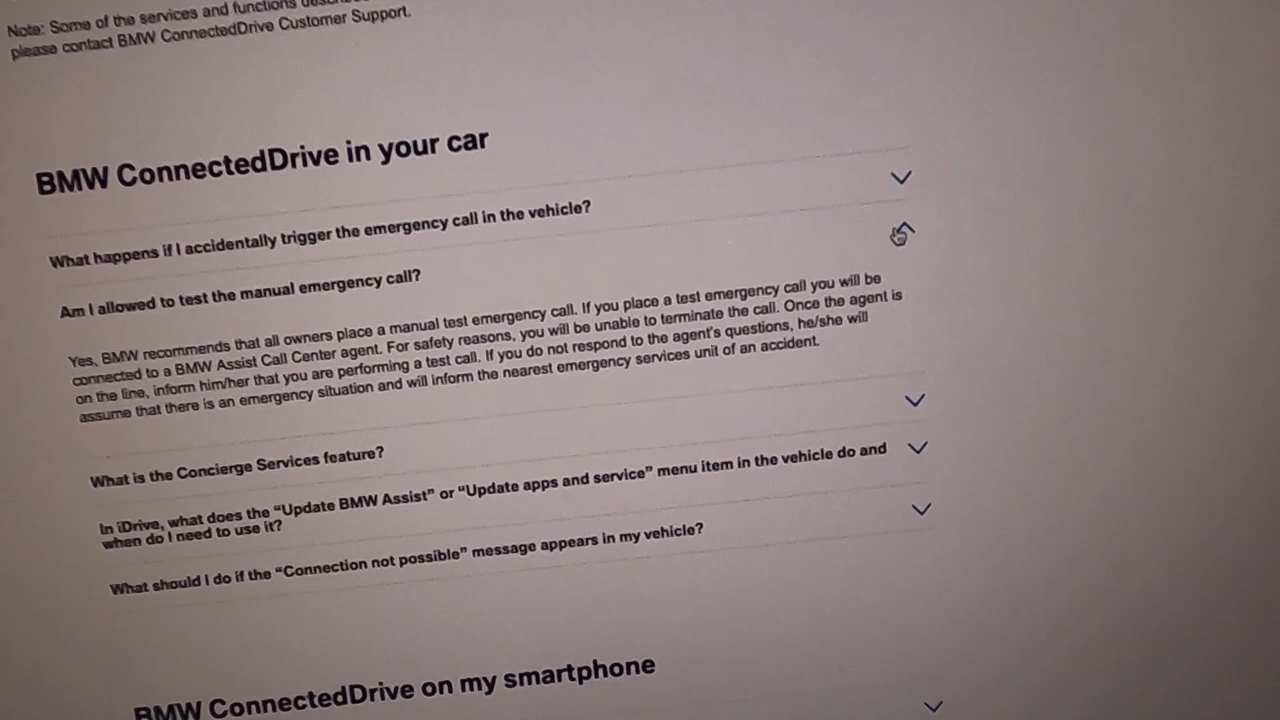 Note: Some of the services and functions
please contact BMW ConnectedDrive Customer Support.
BMW ConnectedDrive in your car
What happens if I accidentally trigger the emergency call in the vehicle?
Am I allowed to test the manual emergency call?
Yes, BMW recommends that all owners place a manual test emergency call. If you place a test emergency call you will be
connected to a BMW Assist Call Center agent. For safety reasons, you will be unable to terminate the call. Once the agent is
on the line, inform him/her that you are performing a test call. If you do not respond to the agent's questions, he/she will
assume that there is an emergency situation and will inform the nearest emergency services unit of an accident.
What is the Concierge Services feature?
In iDrive, what does the “Update BMW Assist” or “Update apps and service” menu item in the vehicle do and
when do I need to use it?
What should I do if the “Connection not possible” message appears in my vehicle?
BMW ConnectedDrive on my smartphone